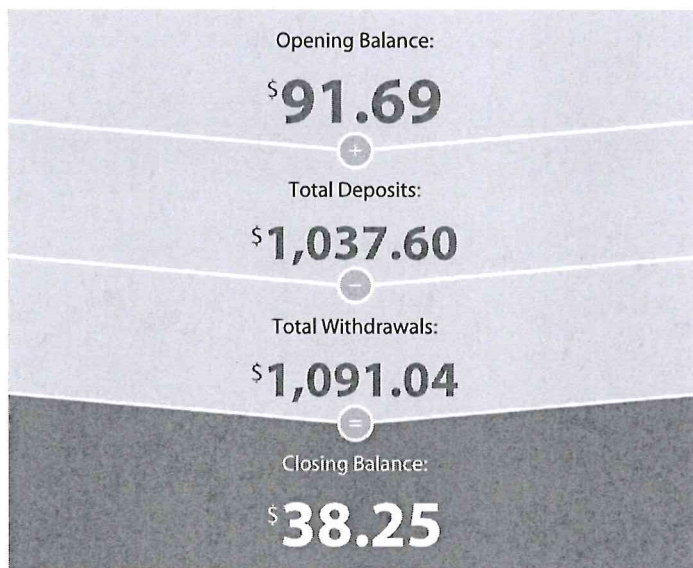 Opening Balance:
$91.69
+
Total Deposits:
$1,037.60
−
Total Withdrawals:
$1,091.04
=
Closing Balance:
$38.25